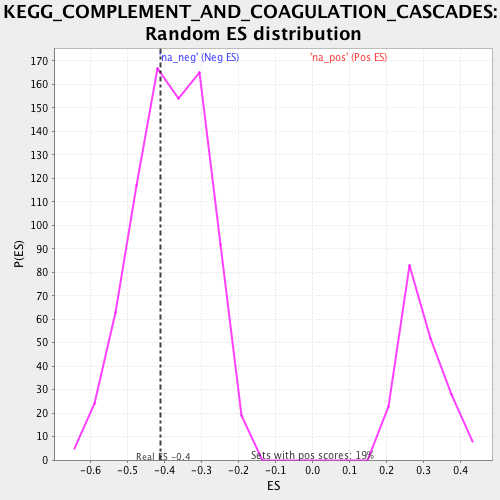 KEGG_COMPLEMENT_AND_COAGULATION_CASCADES:
Random ES distribution
'na_neg' (Neg ES)
'na_pos' (Pos ES)
170
160
150
140
130
120
110
100
90
80
70
60
50
40
30
20
10
0
P(ES)
Real ES -0.4
Sets with pos scores: 19%
-0.6 -0.5 -0.4 -0.3 -0.2 -0.1 0.0 0.1 0.2 0.3 0.4
ES